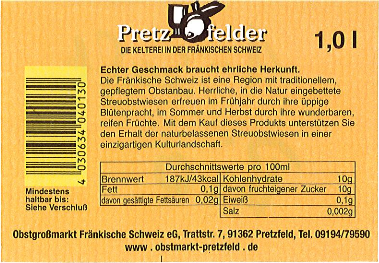 Pretzfelder
DIE KELTEREI IN DER FRÄNKISCHEN SCHWEIZ
1,0 l
Echter Geschmack braucht ehrliche Herkunft.
Die Fränkische Schweiz ist eine Region mit traditionellem,
gepflegtem Obstanbau. Herrliche, in die Natur eingebettete
Streuobstwiesen erfreuen im Frühjahr durch ihre üppige
Blütenpracht, im Sommer und Herbst durch ihre wunderbaren,
reifen Früchte. Mit dem Kauf dieses Produkts unterstützen Sie
den Erhalt der naturbelassenen Streuobstwiesen in einer
einzigartigen Kulturlandschaft.
4 030634 040130
Mindestens
haltbar bis:
Siehe Verschluß
Durchschnittswerte pro 100ml
Brennwert 187kJ/43kcal Kohlenhydrate 10g
Fett 0,1g davon fruchteigener Zucker 10g
davon gesättigte Fettsäuren 0,02g Eiweiß 0,1g
Salz 0,002g
Obstgroßmarkt Fränkische Schweiz eG, Trattstr. 7, 91362 Pretzfeld, Tel. 09194/79590
www . obstmarkt-pretzfeld . de